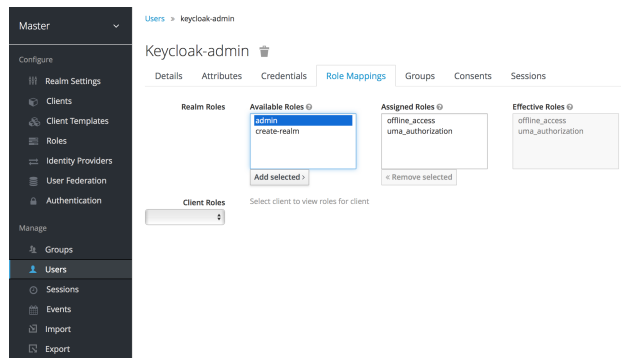 Master
Configure
Realm Settings
Clients
Client Templates
Roles
Identity Providers
User Federation
Authentication
Manage
Groups
Users
Sessions
Events
Import
Export
Users » keycloak-admin
Keycloak-admin
Details Attributes Credentials Role Mappings Groups Consents Sessions
Realm Roles
Available Roles
admin
create-realm
Add selected >
Assigned Roles
offline_access
uma_authorization
« Remove selected
Effective Roles
offline_access
uma_authorization
Client Roles
Select client to view roles for client